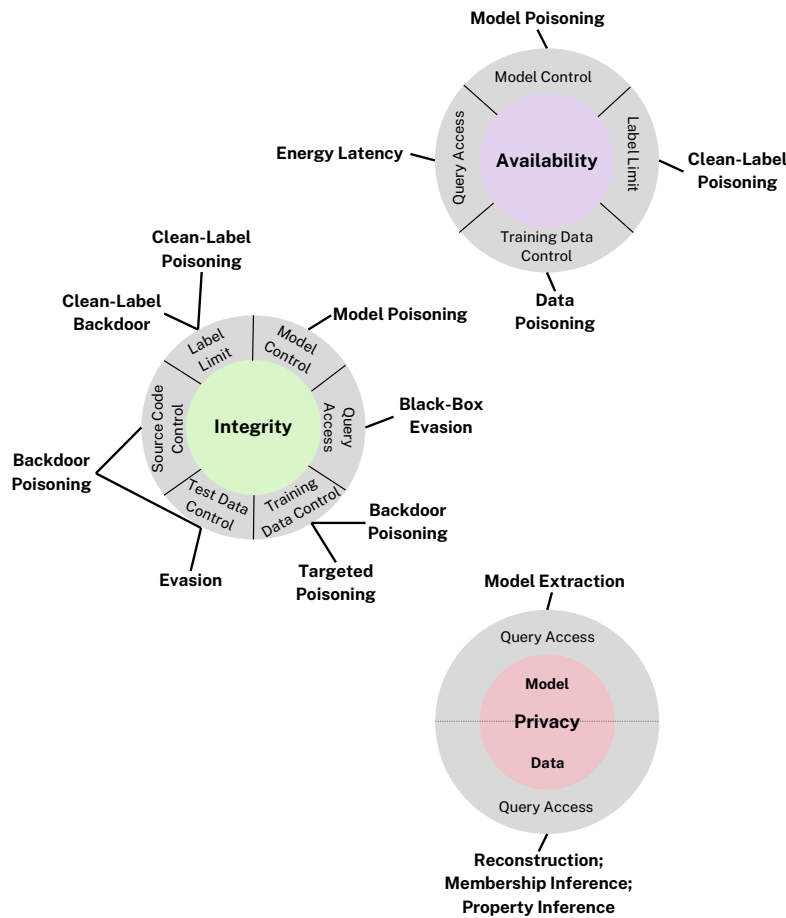 Model Poisoning
Model Control
Query Access
Label Limit
Energy Latency
Availability
Clean-Label
Poisoning
Training Data
Control
Data
Poisoning
Clean-Label
Poisoning
Clean-Label
Backdoor
Model Poisoning
Label
Limit
Model
Control
Source Code
Control
Integrity
Query
Access
Black-Box
Evasion
Backdoor
Poisoning
Test Data
Control
Training
Data Control
Backdoor
Poisoning
Evasion
Targeted
Poisoning
Model Extraction
Query Access
Model
Privacy
Data
Query Access
Reconstruction;
Membership Inference;
Property Inference